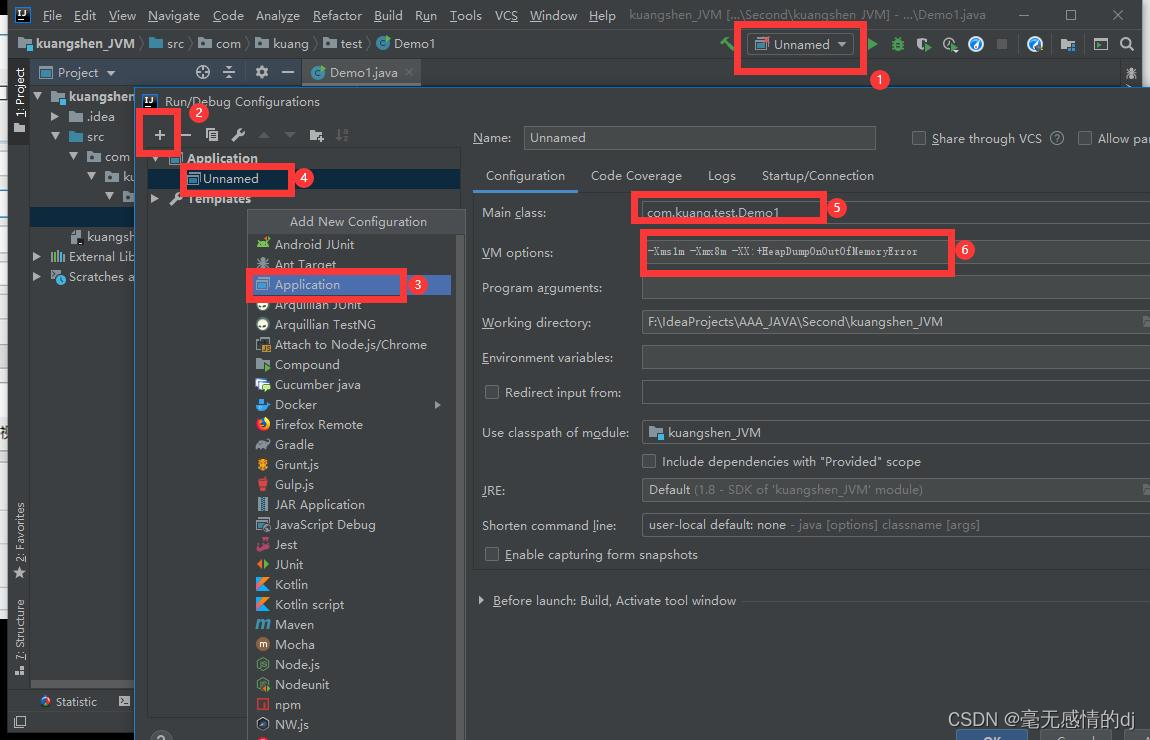 File Edit View Navigate Code Analyze Refactor Build Run Tools VCS Window Help kuangshen_JVM [...\Second\kuangshen_JVM] - ...\Demo1.java
kuangshen_JVM src com kuang test Demo1 Unnamed
1
1: Project
Project Demo1.java
kuangshen
.idea
src
com
ku
kuangsh
External Lib
Scratches a
Run/Debug Configurations
2
Application
Unnamed 4
Templates
Add New Configuration
Android JUnit
Ant Target
Application 3
Arquillian JUnit
Arquillian TestNG
Attach to Node.js/Chrome
Compound
Cucumber java
Docker
Firefox Remote
Gradle
Grunt.js
Gulp.js
JAR Application
JavaScript Debug
Jest
JUnit
Kotlin
Kotlin script
Maven
Mocha
Node.js
Nodeunit
npm
NW.js
Name: Unnamed Share through VCS ? Allow par
Configuration Code Coverage Logs Startup/Connection
Main class: com.kuang.test.Demo1 5
VM options: -Xms1m -Xmx8m -XX:+HeapDumpOnOutOfMemoryError 6
Program arguments:
Working directory: F:\IdeaProjects\AAA_JAVA\Second\kuangshen_JVM
Environment variables:
Redirect input from:
Use classpath of module: kuangshen_JVM
Include dependencies with "Provided" scope
JRE: Default (1.8 - SDK of 'kuangshen_JVM' module)
Shorten command line: user-local default: none - java [options] classname [args]
Enable capturing form snapshots
Before launch: Build, Activate tool window
2: Favorites
7: Structure
Statistic
?
OK
CSDN @毫无感情的dj